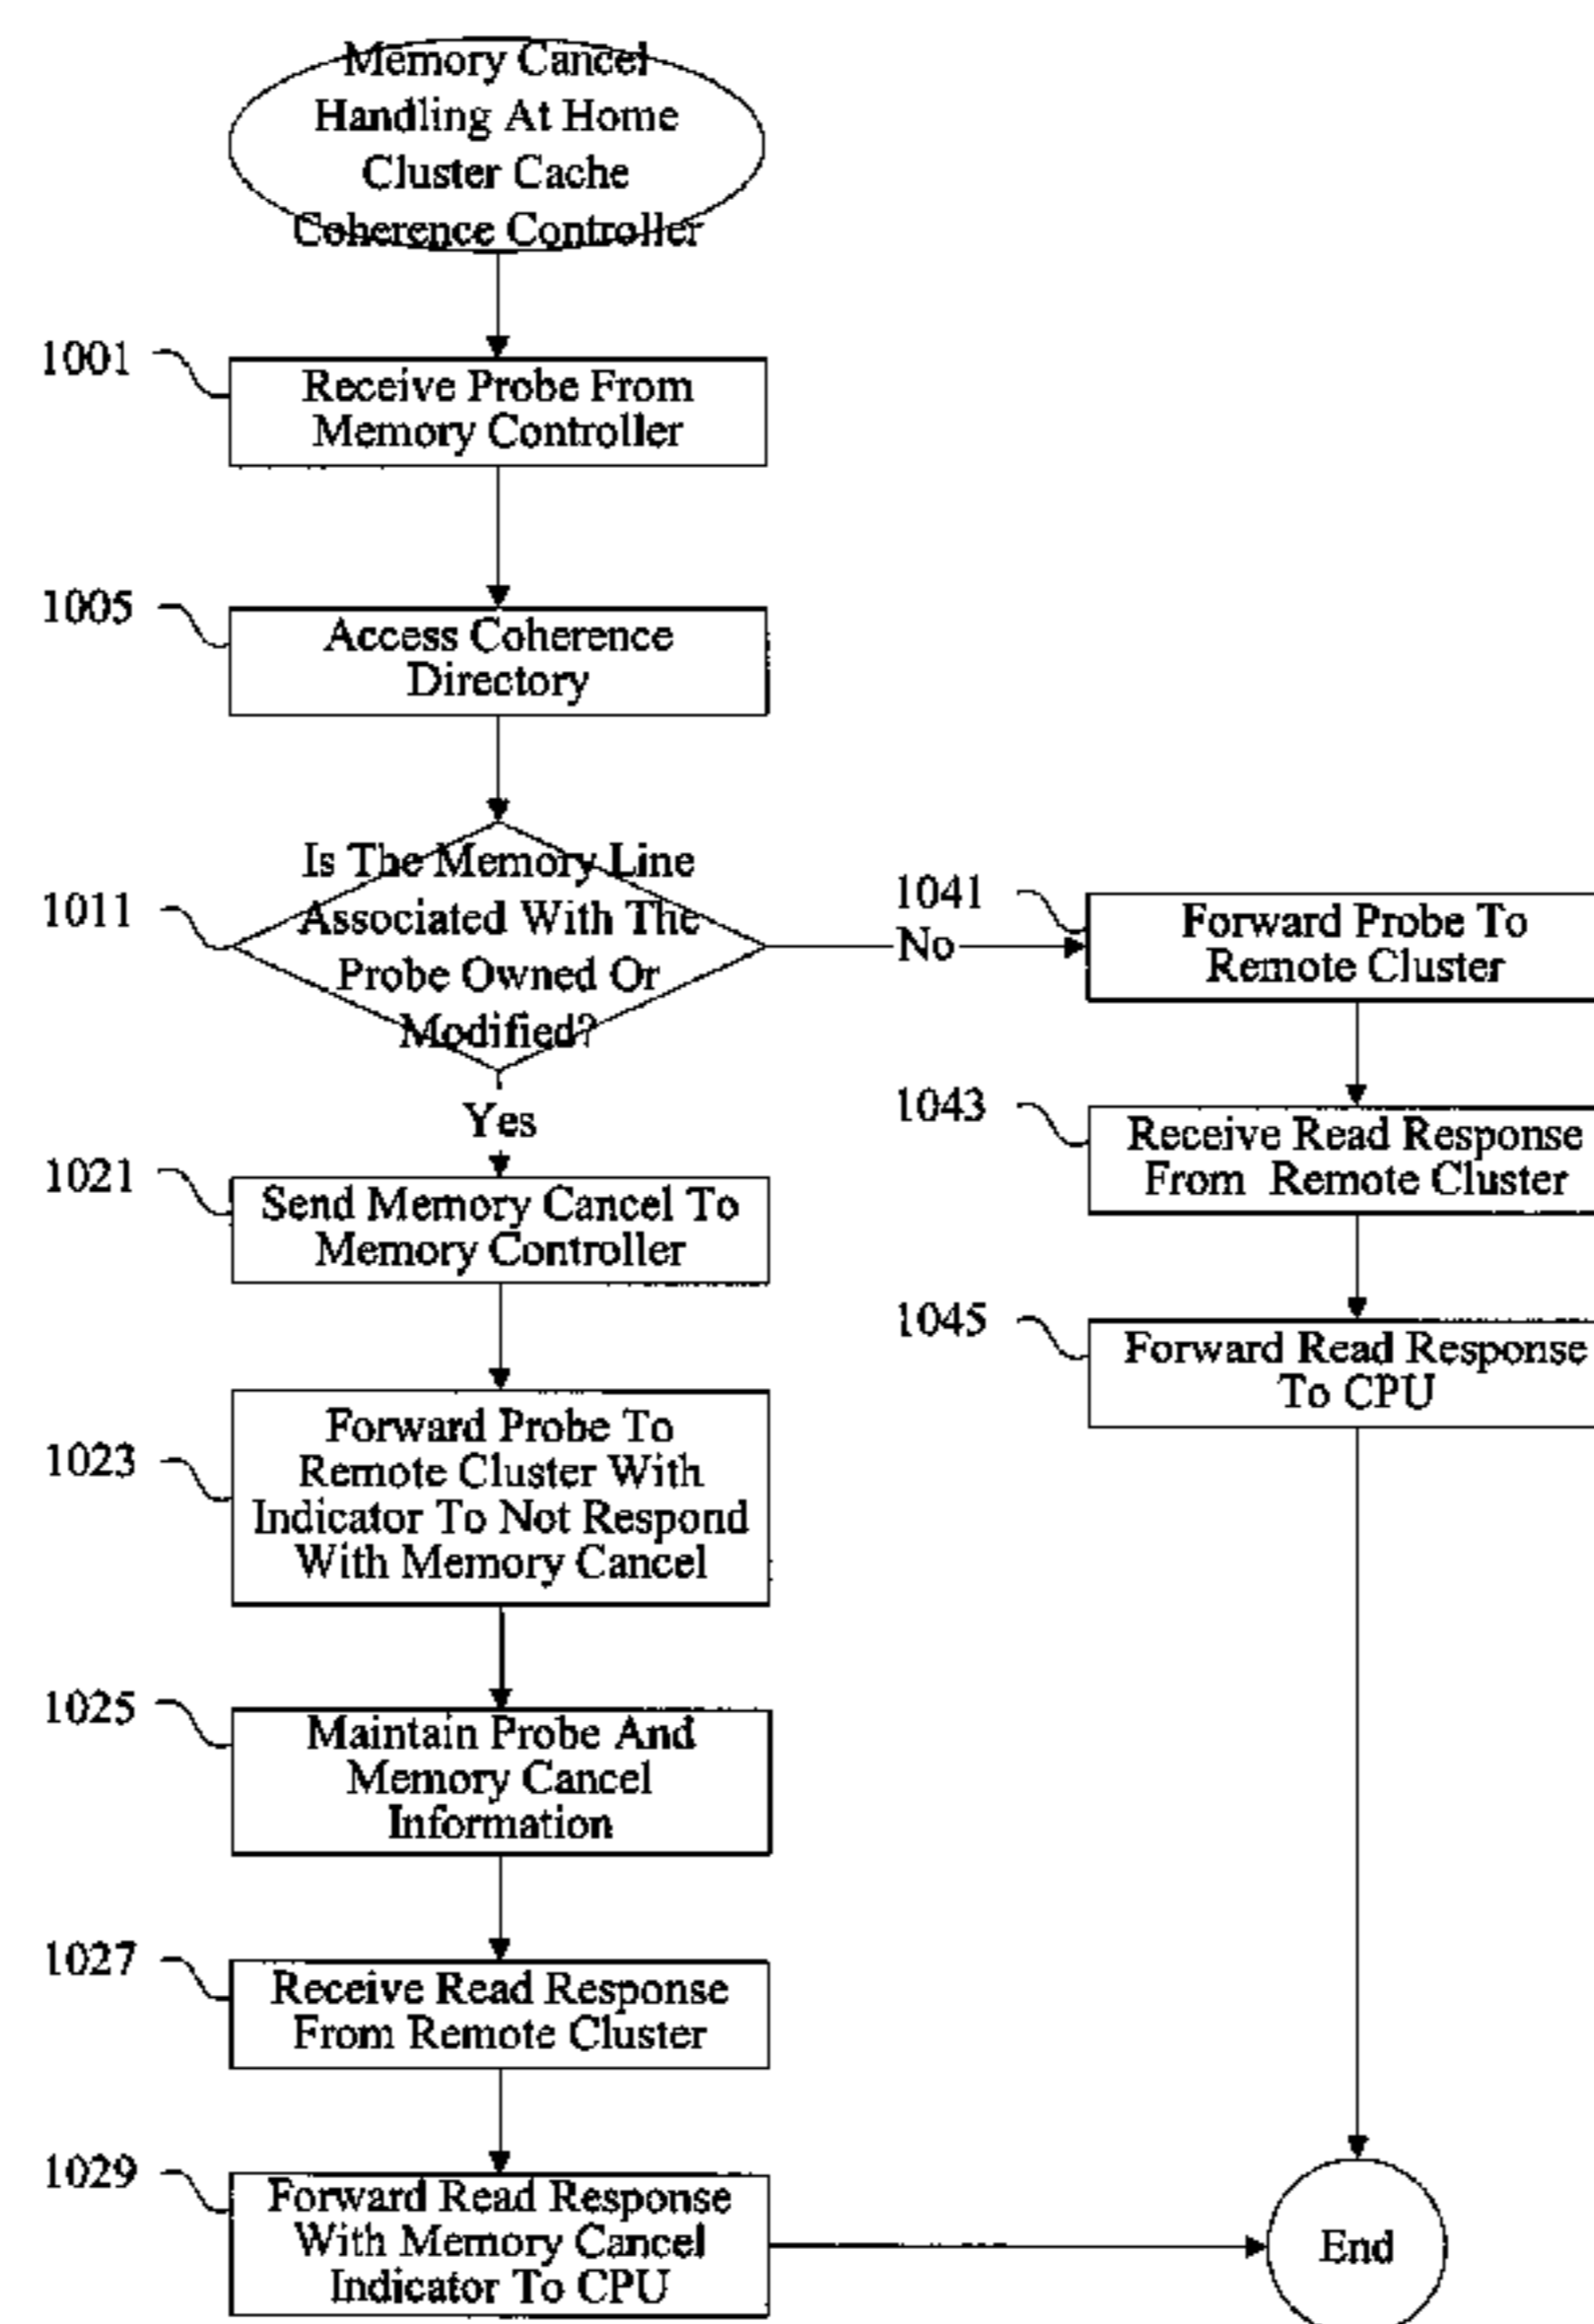 Memory Cancel
Handling At Home
Cluster Cache
Coherence Controller
1001
Receive Probe From
Memory Controller
1005
Access Coherence
Directory
1011
Is The Memory Line
Associated With The
Probe Owned Or
Modified?
No
Yes
1021
Send Memory Cancel To
Memory Controller
1023
Forward Probe To
Remote Cluster With
Indicator To Not Respond
With Memory Cancel
1025
Maintain Probe And
Memory Cancel
Information
1027
Receive Read Response
From Remote Cluster
1029
Forward Read Response
With Memory Cancel
Indicator To CPU
1041
Forward Probe To
Remote Cluster
1043
Receive Read Response
From Remote Cluster
1045
Forward Read Response
To CPU
End